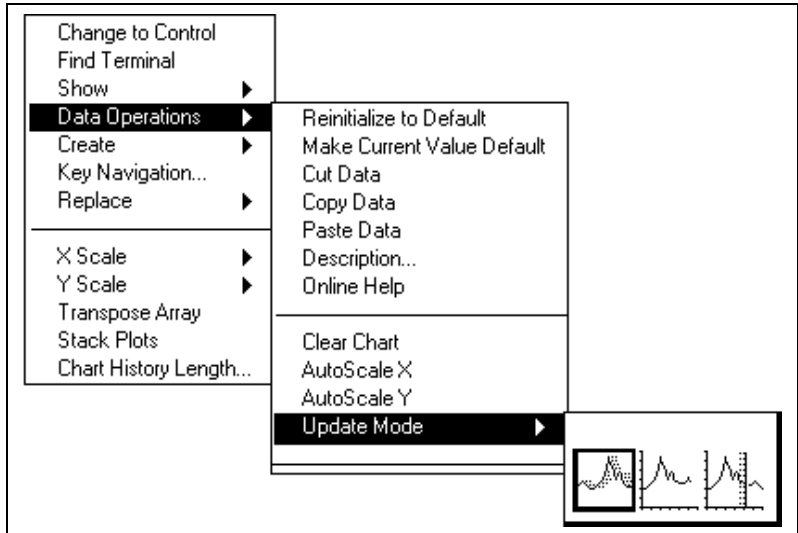 Change to Control
Find Terminal
Show
Data Operations
Create
Key Navigation...
Replace
X Scale
Y Scale
Transpose Array
Stack Plots
Chart History Length...
Reinitialize to Default
Make Current Value Default
Cut Data
Copy Data
Paste Data
Description...
Online Help
Clear Chart
AutoScale X
AutoScale Y
Update Mode